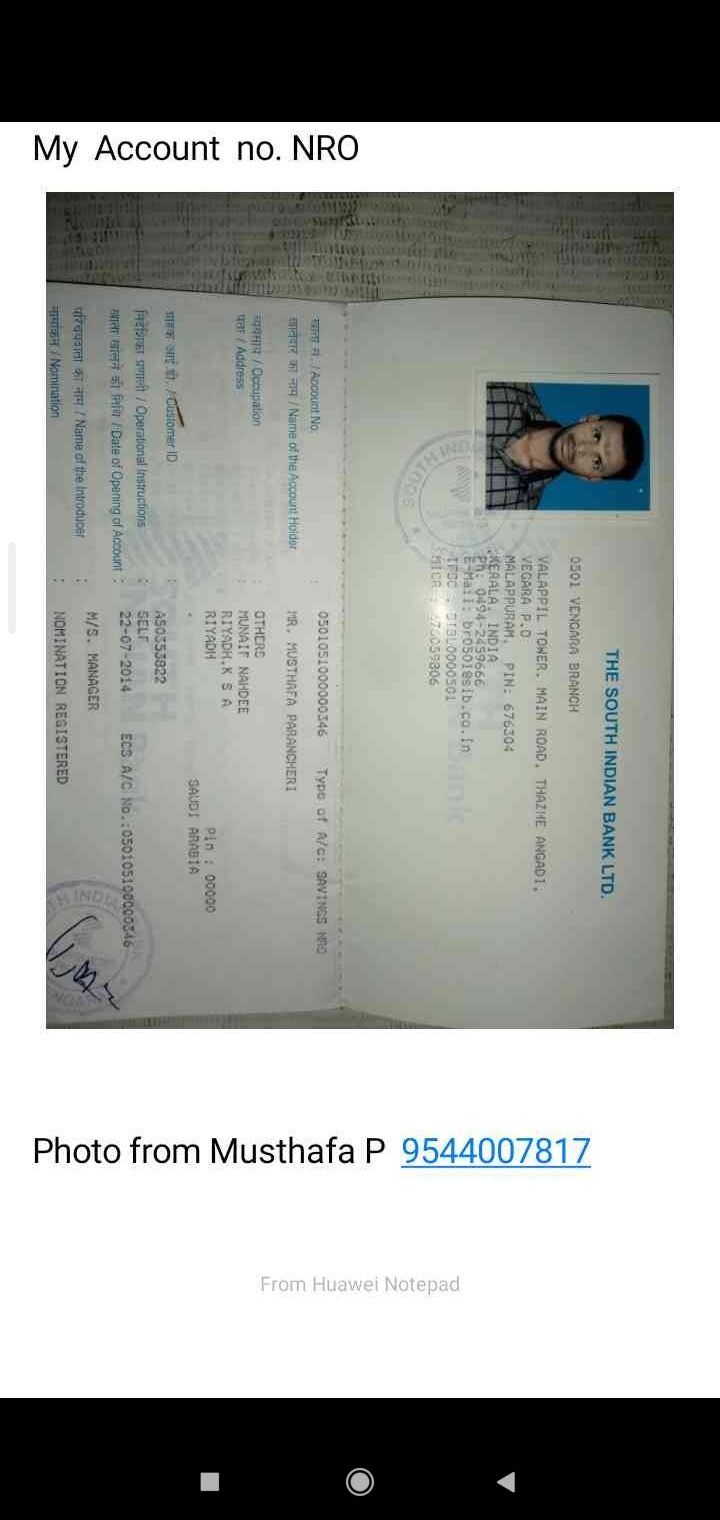 My Account no. NRO
THE SOUTH INDIAN BANK LTD.
0501 VENGARA BRANCH
VALAPPIL TOWER, MAIN ROAD, THAZHE ANGADI,
VEGARA P.O
MALAPPURAM, PIN: 676304
KERALA, INDIA
Ph: 0494-2459666
E-Mail: br0501@sib.co.in
IFSC : SIBL0000501
MICR :
SOUTH INDIAN
खाता नं. / Account No. : 0501051000000346 Type of A/c: SAVINGS NRO
खातेदार का नाम / Name of the Account Holder MR. MUSTHAFA PARANCHERI
व्यवसाय / Occupation : OTHERS
पता / Address : MUNAIF NAHDEE
RIYADH.K S A
RIYADH Pin : 00000
. SAUDI ARABIA
ग्राहक आई.डी. / Customer ID : A50353822
निर्देशिका प्रणाली / Operational Instructions : SELF
खाता खोलने की तिथि / Date of Opening of Account : 22-07-2014 ECS A/C No.:
परिचयदाता का नाम / Name of the Introducer : M/S. MANAGER
नामांकन / Nomination : NOMINATION REGISTERED
Photo from Musthafa P 9544007817
From Huawei Notepad